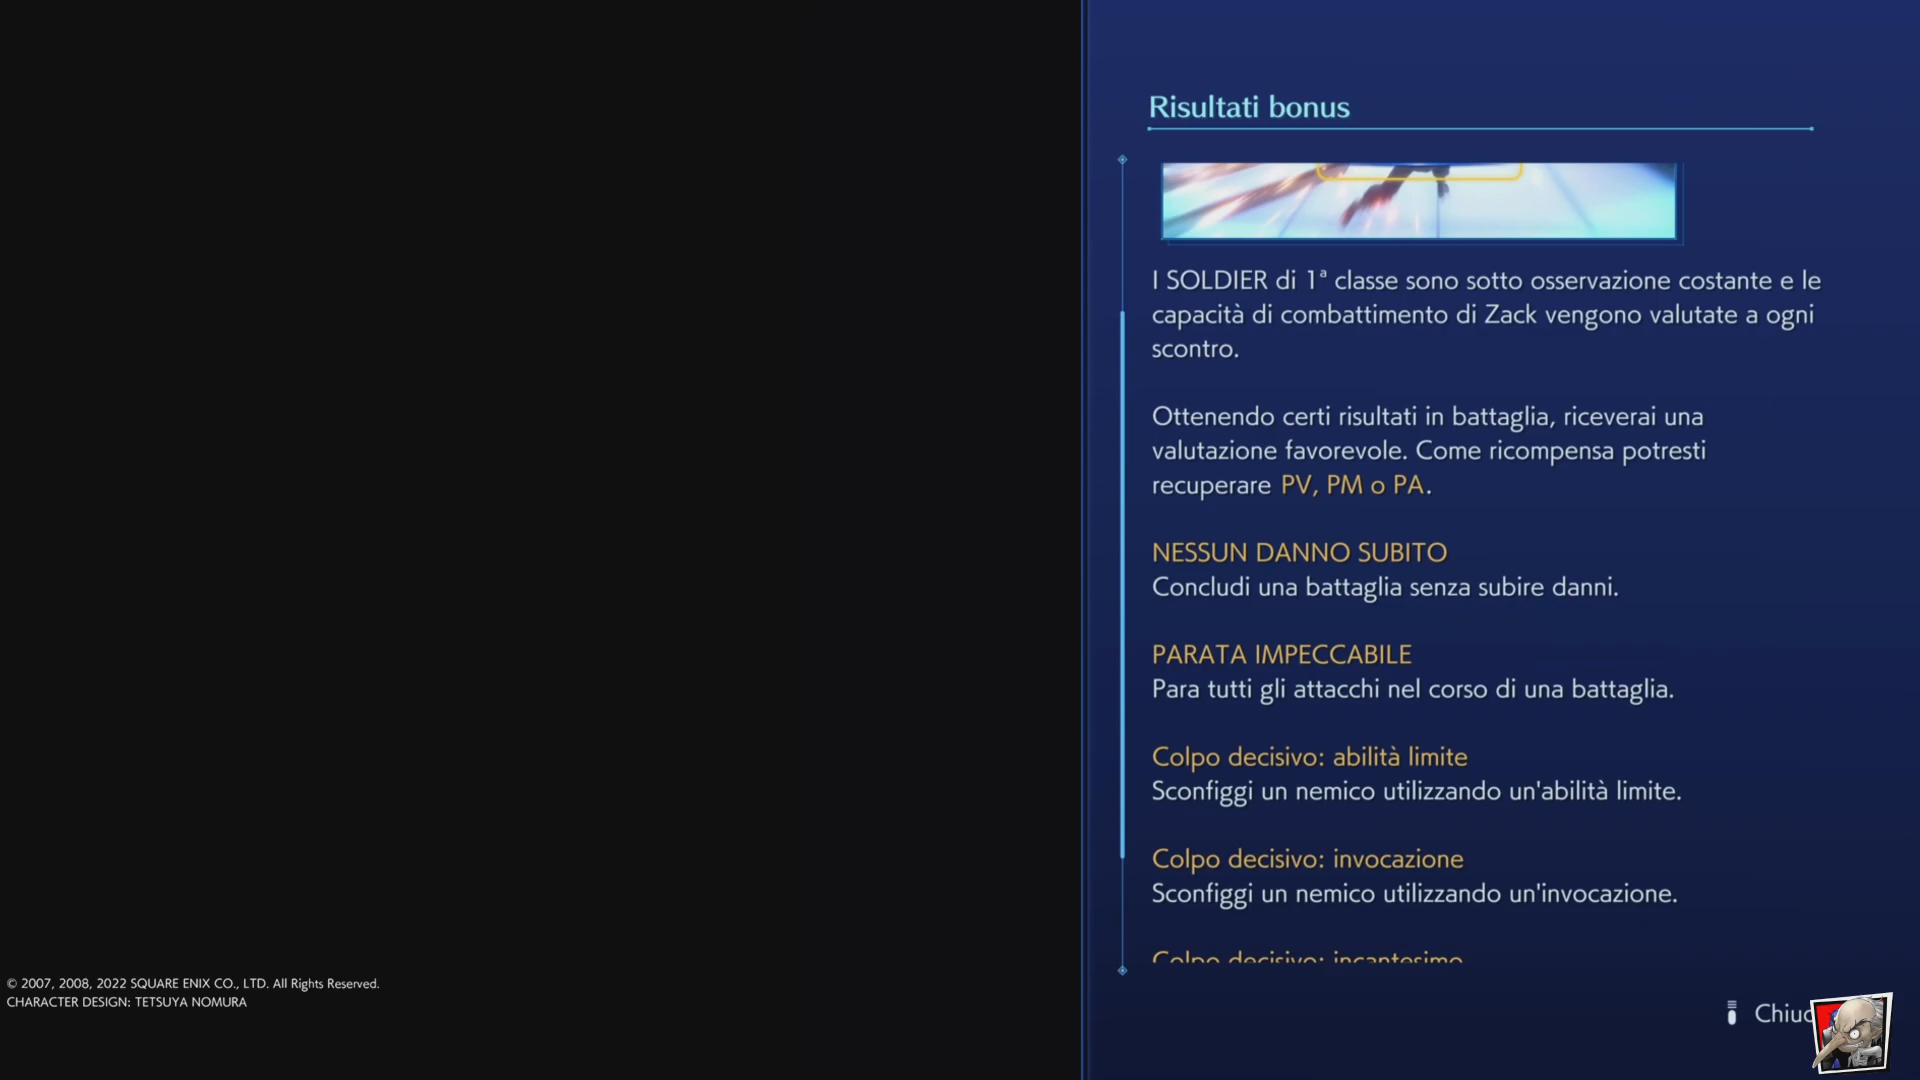 Risultati bonus
I SOLDIER di 1ª classe sono sotto osservazione costante e le
capacità di combattimento di Zack vengono valutate a ogni
scontro.
Ottenendo certi risultati in battaglia, riceverai una
valutazione favorevole. Come ricompensa potresti
recuperare PV, PM o PA.
NESSUN DANNO SUBITO
Concludi una battaglia senza subire danni.
PARATA IMPECCABILE
Para tutti gli attacchi nel corso di una battaglia.
Colpo decisivo: abilità limite
Sconfiggi un nemico utilizzando un'abilità limite.
Colpo decisivo: invocazione
Sconfiggi un nemico utilizzando un'invocazione.
Colpo decisivo: incantesimo
© 2007, 2008, 2022 SQUARE ENIX CO., LTD. All Rights Reserved.
CHARACTER DESIGN: TETSUYA NOMURA